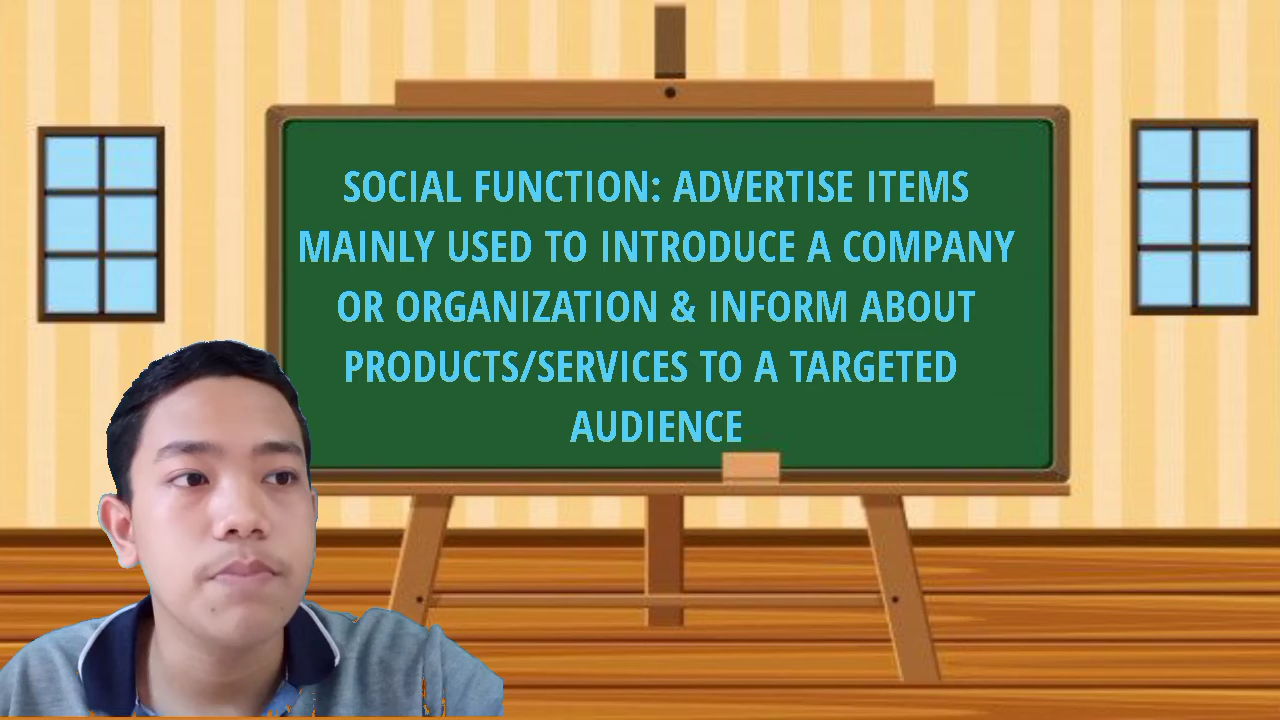 SOCIAL FUNCTION: ADVERTISE ITEMS
MAINLY USED TO INTRODUCE A COMPANY
OR ORGANIZATION & INFORM ABOUT
PRODUCTS/SERVICES TO A TARGETED
AUDIENCE